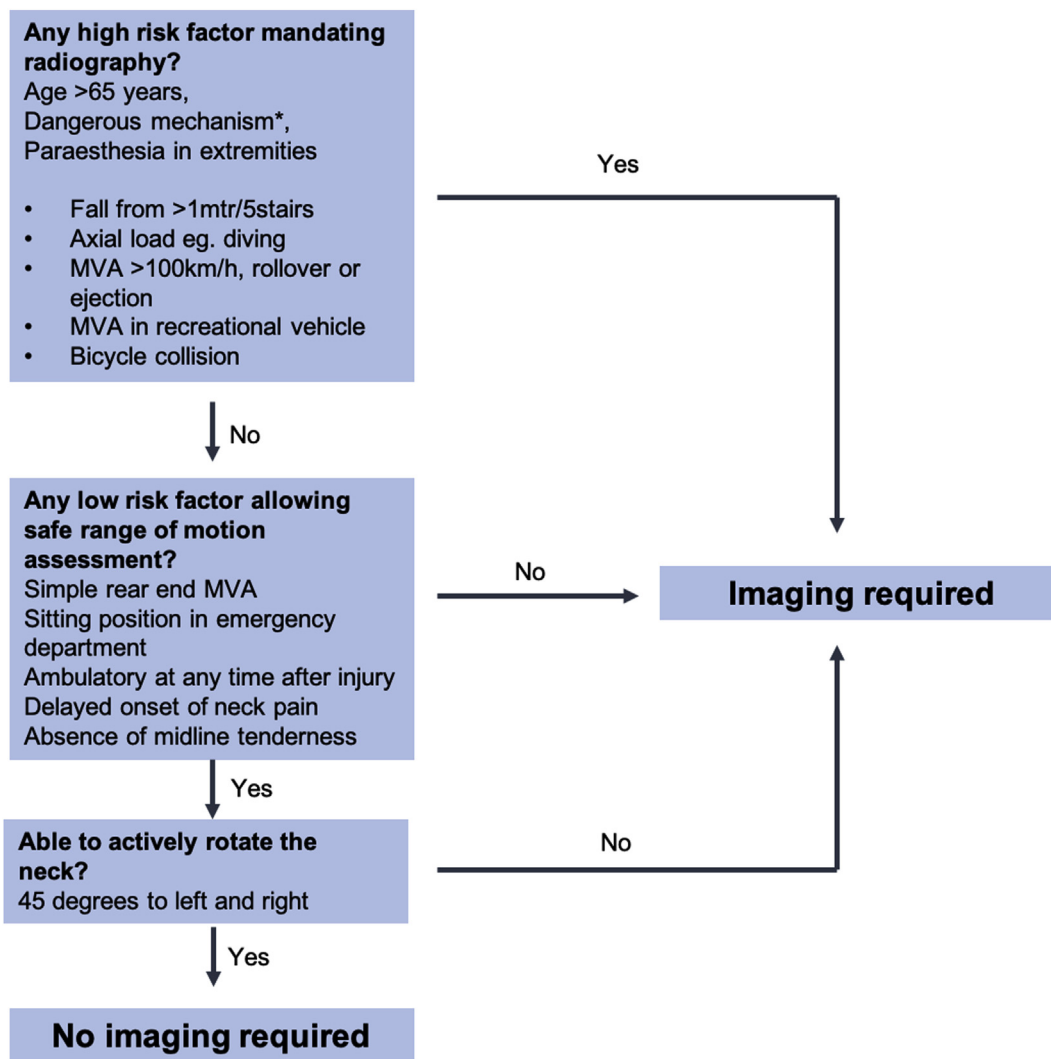 Any high risk factor mandating
radiography?
Age >65 years,
Dangerous mechanism*,
Paraesthesia in extremities
• Fall from >1mtr/5stairs
• Axial load eg. diving
• MVA >100km/h, rollover or
ejection
• MVA in recreational vehicle
• Bicycle collision
Yes
No
Any low risk factor allowing
safe range of motion
assessment?
Simple rear end MVA
Sitting position in emergency
department
Ambulatory at any time after injury
Delayed onset of neck pain
Absence of midline tenderness
No
Imaging required
Yes
Able to actively rotate the
neck?
45 degrees to left and right
No
Yes
No imaging required